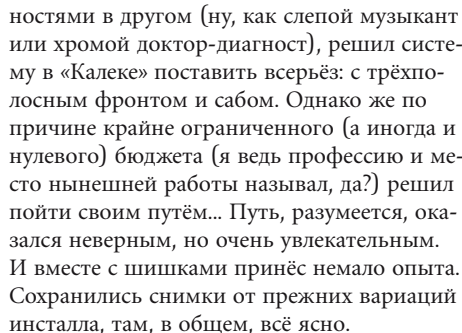 ностями в другом (ну, как слепой музыкант
или хромой доктор-диагност), решил систе-
му в «Калеке» поставить всерьёз: с трёхпо-
лосным фронтом и сабом. Однако же по
причине крайне ограниченного (а иногда и
нулевого) бюджета (я ведь профессию и ме-
сто нынешней работы называл, да?) решил
пойти своим путём... Путь, разумеется, ока-
зался неверным, но очень увлекательным.
И вместе с шишками принёс немало опыта.
Сохранились снимки от прежних вариаций
инсталла, там, в общем, всё ясно.